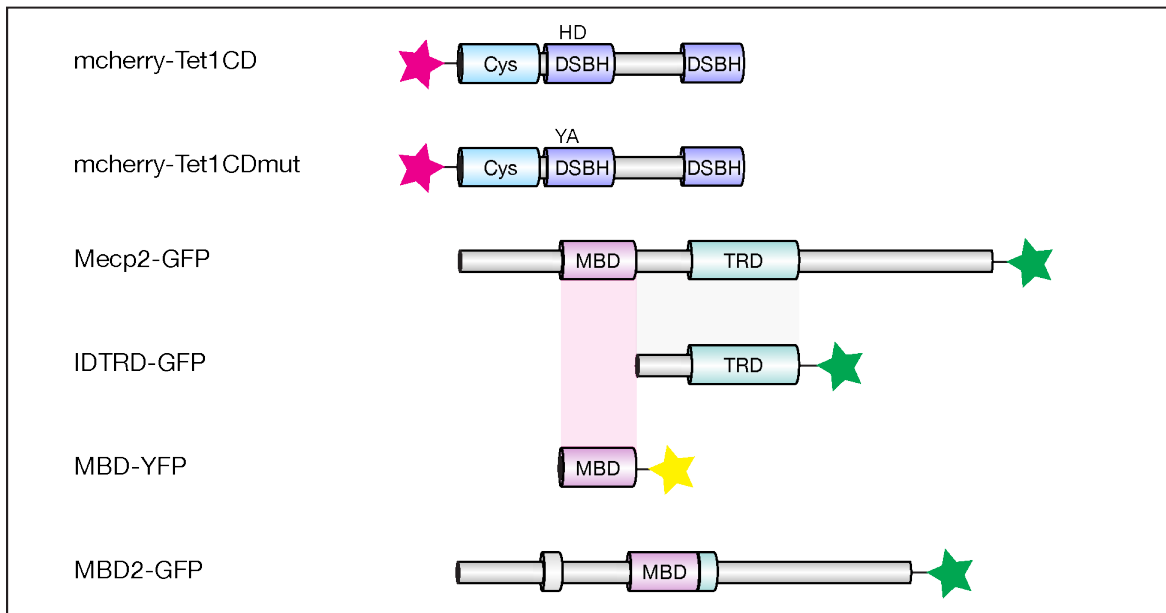 HD
mcherry-Tet1CD Cys DSBH DSBH
YA
mcherry-Tet1CDmut Cys DSBH DSBH
Mecp2-GFP MBD TRD
IDTRD-GFP TRD
MBD-YFP MBD
MBD2-GFP MBD